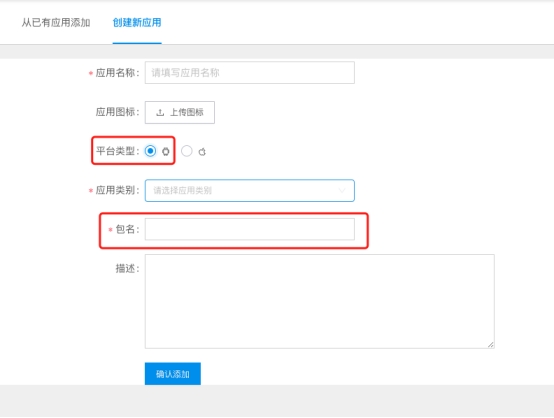 从已有应用添加 创建新应用
* 应用名称: 请填写应用名称
应用图标: 上传图标
平台类型:
* 应用类别: 请选择应用类别
* 包名:
描述:
确认添加